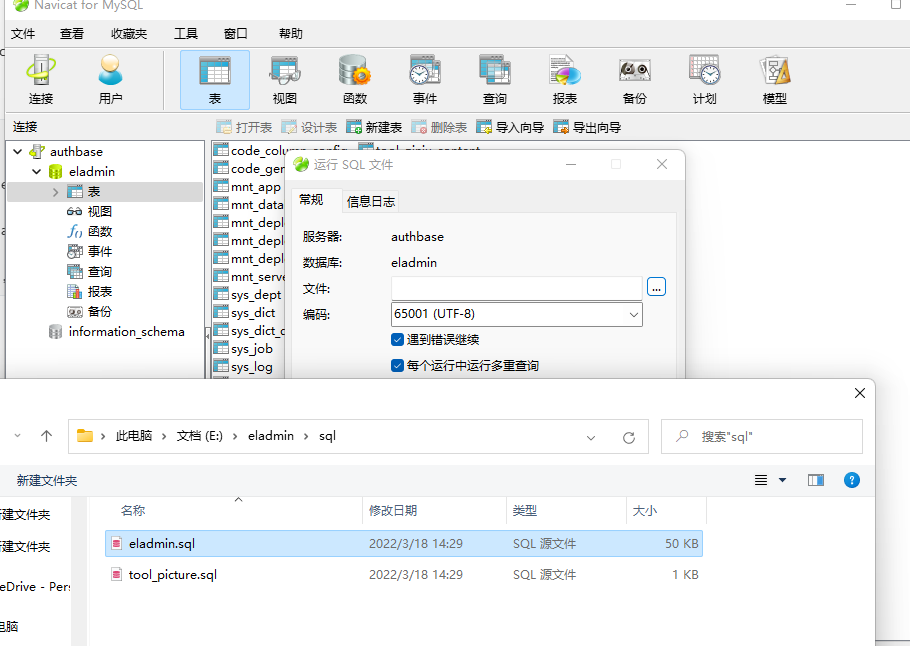 Navicat for MySQL
文件 查看 收藏夹 工具 窗口 帮助
连接 用户 表 视图 函数 事件 查询 报表 备份 计划 模型
连接 打开表 设计表 新建表 删除表 导入向导 导出向导
authbase
eladmin
表
视图
函数
事件
查询
报表
备份
information_schema
mnt_app
mnt_serve
sys_dept
sys_dict
sys_job
sys_log
运行 SQL 文件
常规 信息日志
服务器: authbase
数据库: eladmin
文件: ...
编码: 65001 (UTF-8)
遇到错误继续
每个运行中运行多重查询
此电脑 文档 (E:) eladmin sql 搜索"sql"
新建文件夹
名称 修改日期 类型 大小
eladmin.sql 2022/3/18 14:29 SQL 源文件 50 KB
tool_picture.sql 2022/3/18 14:29 SQL 源文件 1 KB
建文件夹
建文件夹
eDrive - Pers
电脑